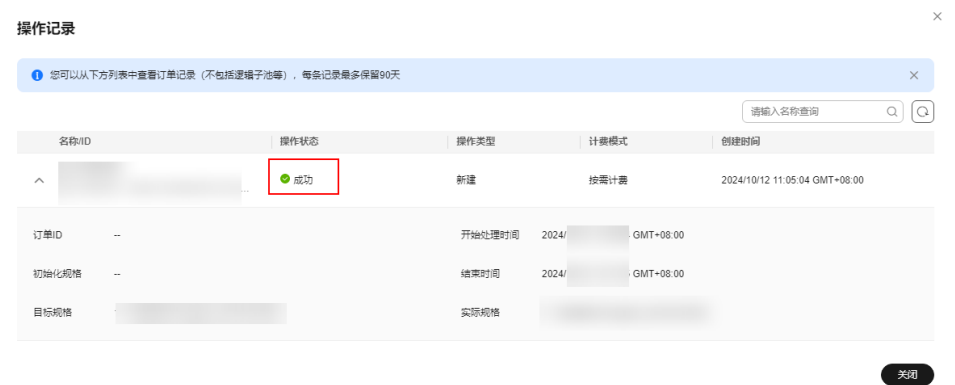 操作记录
您可以从下方列表中查看订单记录（不包括逻辑子池等），每条记录最多保留90天
请输入名称查询
名称/ID 操作状态 操作类型 计费模式 创建时间
... 成功 新建 按需计费 2024/10/12 11:05:04 GMT+08:00
订单ID -- 开始处理时间 2024/ GMT+08:00
初始化规格 -- 结束时间 2024/ GMT+08:00
目标规格 实际规格
关闭